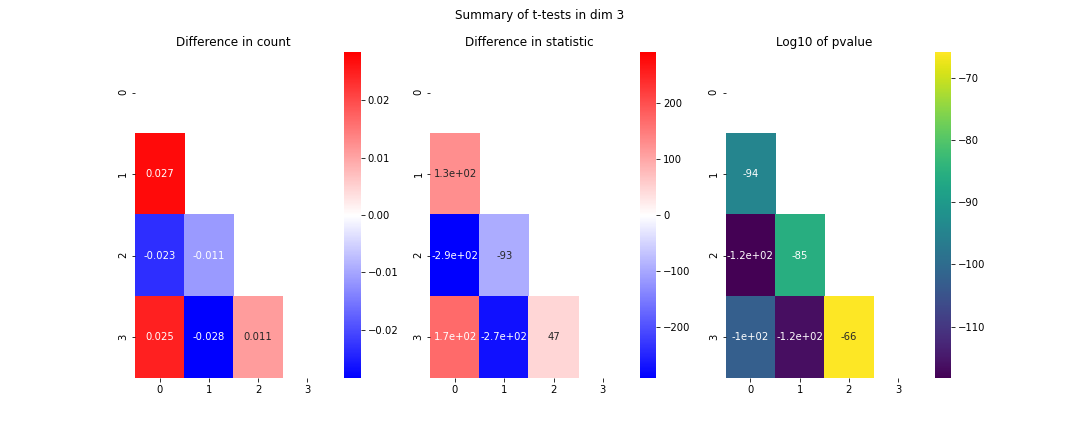 Summary of t-tests in dim 3
Difference in count
0
1
2
3
0.027
-0.023 -0.011
0.025 -0.028 0.011
0 1 2 3
0.02
0.01
0.00
−0.01
−0.02
Difference in statistic
0
1
2
3
1.3e+02
-2.9e+02 -93
1.7e+02 -2.7e+02 47
0 1 2 3
200
100
0
−100
−200
Log10 of pvalue
0
1
2
3
-94
-1.2e+02 -85
-1e+02 -1.2e+02 -66
0 1 2 3
−70
−80
−90
−100
−110